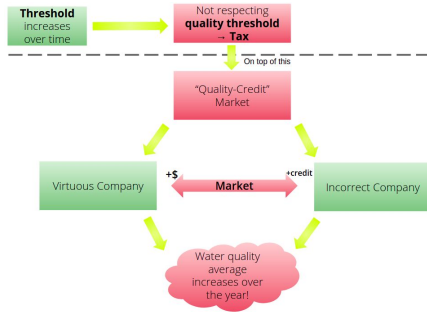 Threshold
increases
over time
Not respecting
quality threshold
→ Tax
On top of this
“Quality-Credit”
Market
Virtuous Company
+$
Market
+credit
Incorrect Company
Water quality
average
increases over
the year!